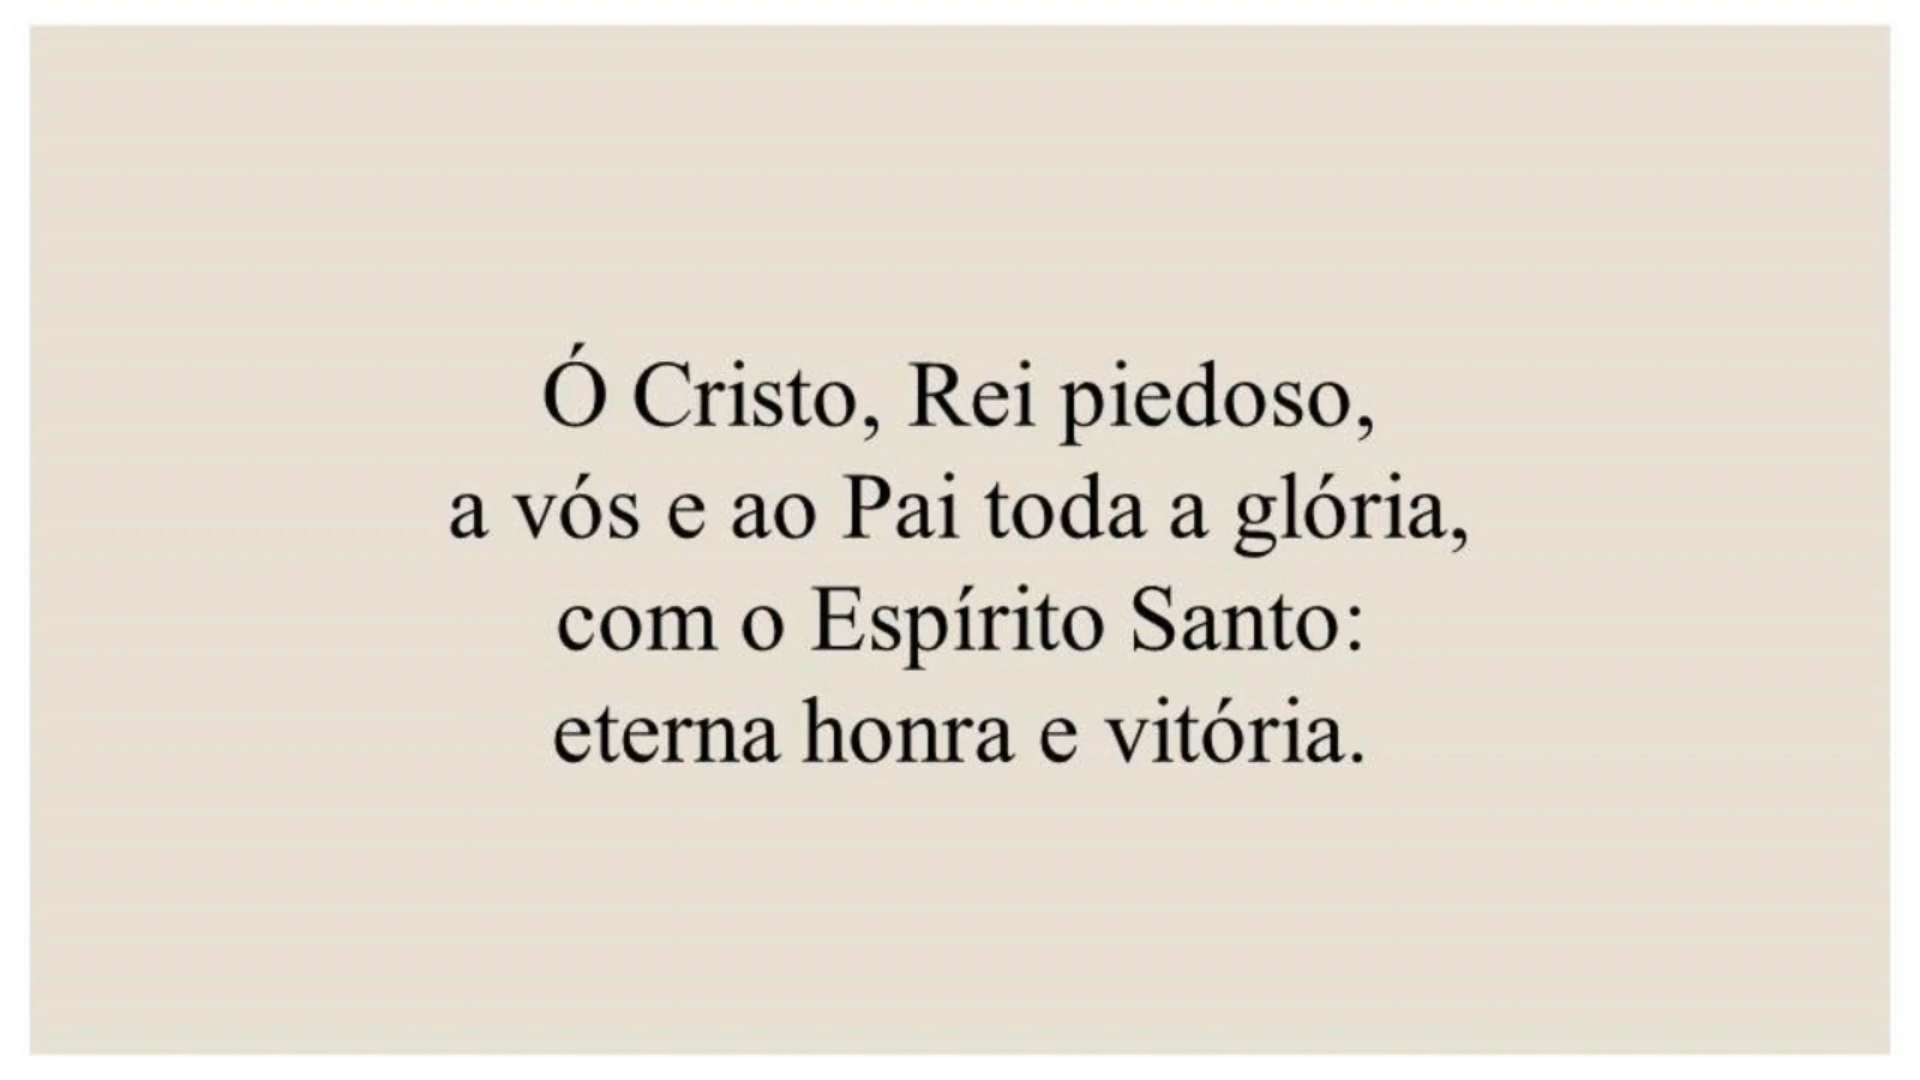 Ó Cristo, Rei piedoso,
a vós e ao Pai toda a glória,
com o Espírito Santo:
eterna honra e vitória.